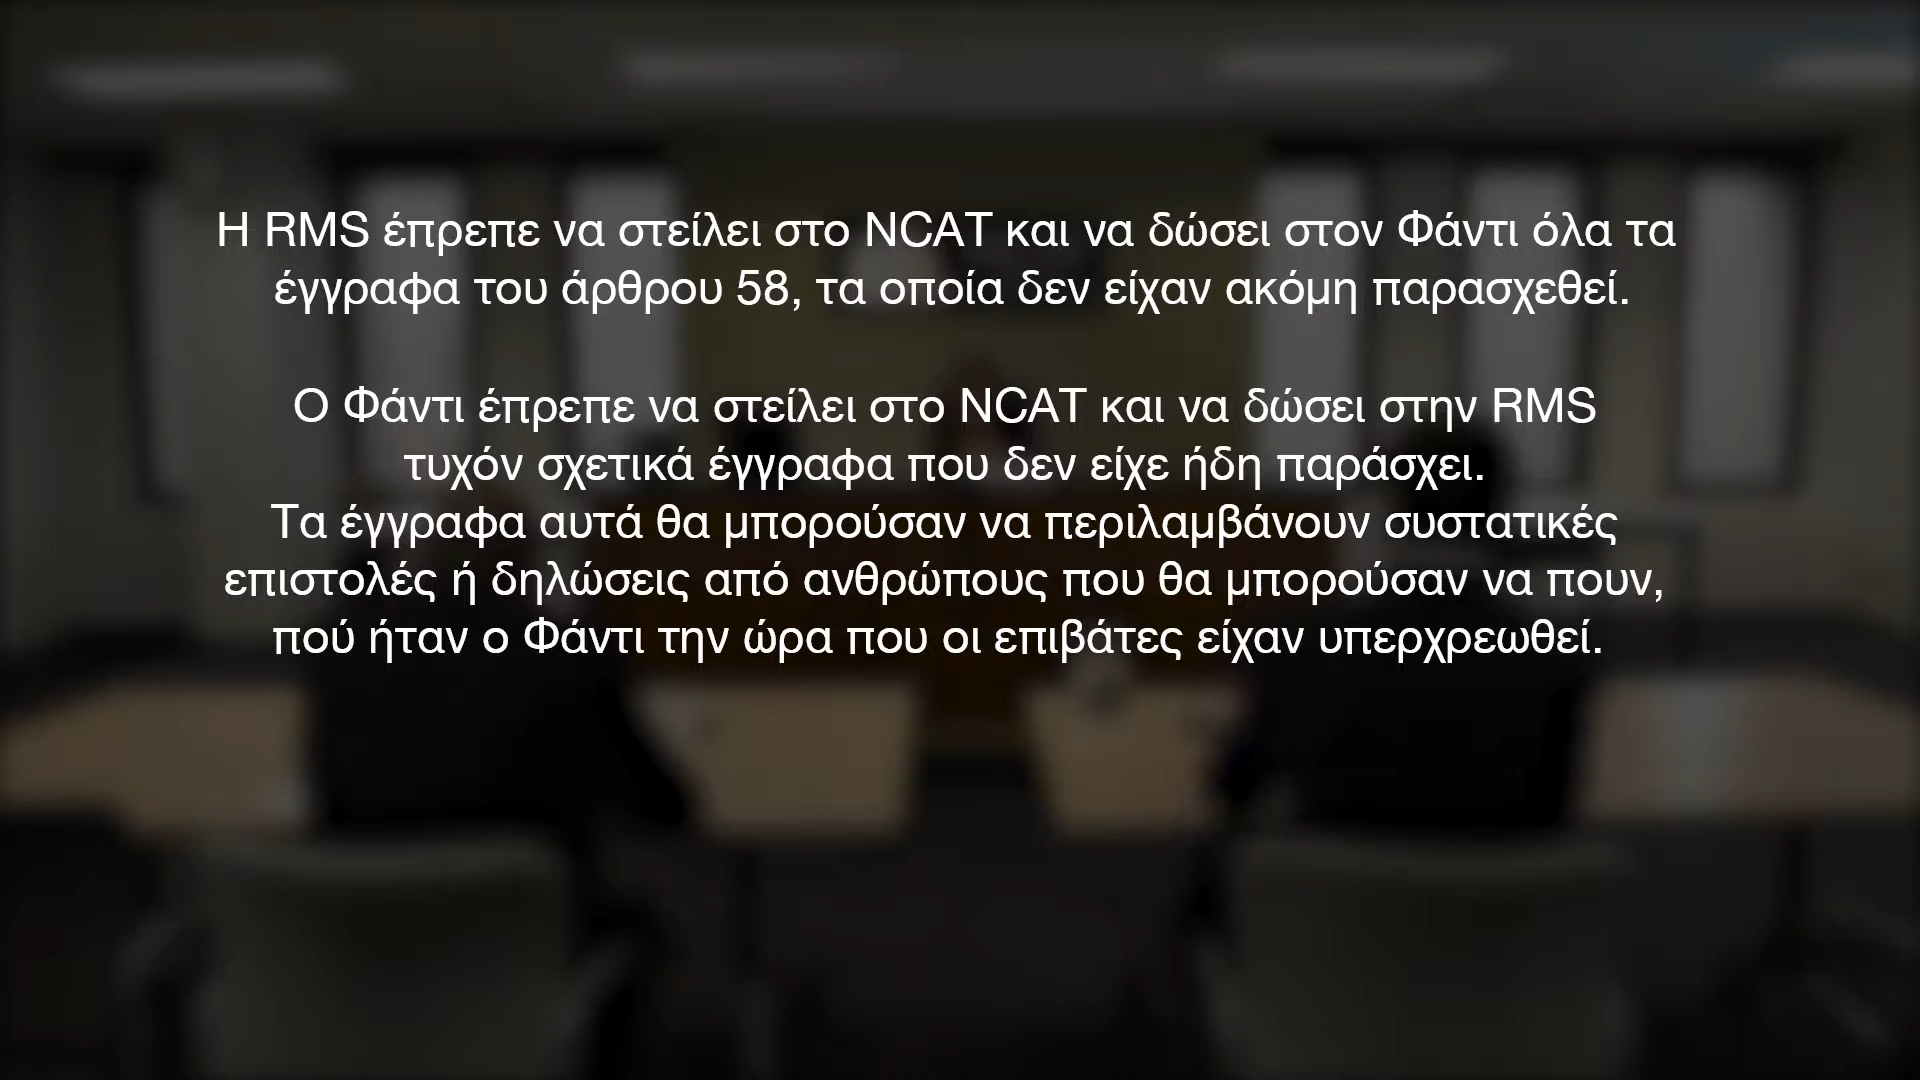 Η RMS έπρεπε να στείλει στο NCAT και να δώσει στον Φάντι όλα τα
έγγραφα του άρθρου 58, τα οποία δεν είχαν ακόμη παρασχεθεί.
Ο Φάντι έπρεπε να στείλει στο NCAT και να δώσει στην RMS
τυχόν σχετικά έγγραφα που δεν είχε ήδη παράσχει.
Τα έγγραφα αυτά θα μπορούσαν να περιλαμβάνουν συστατικές
επιστολές ή δηλώσεις από ανθρώπους που θα μπορούσαν να πουν,
πού ήταν ο Φάντι την ώρα που οι επιβάτες είχαν υπερχρεωθεί.